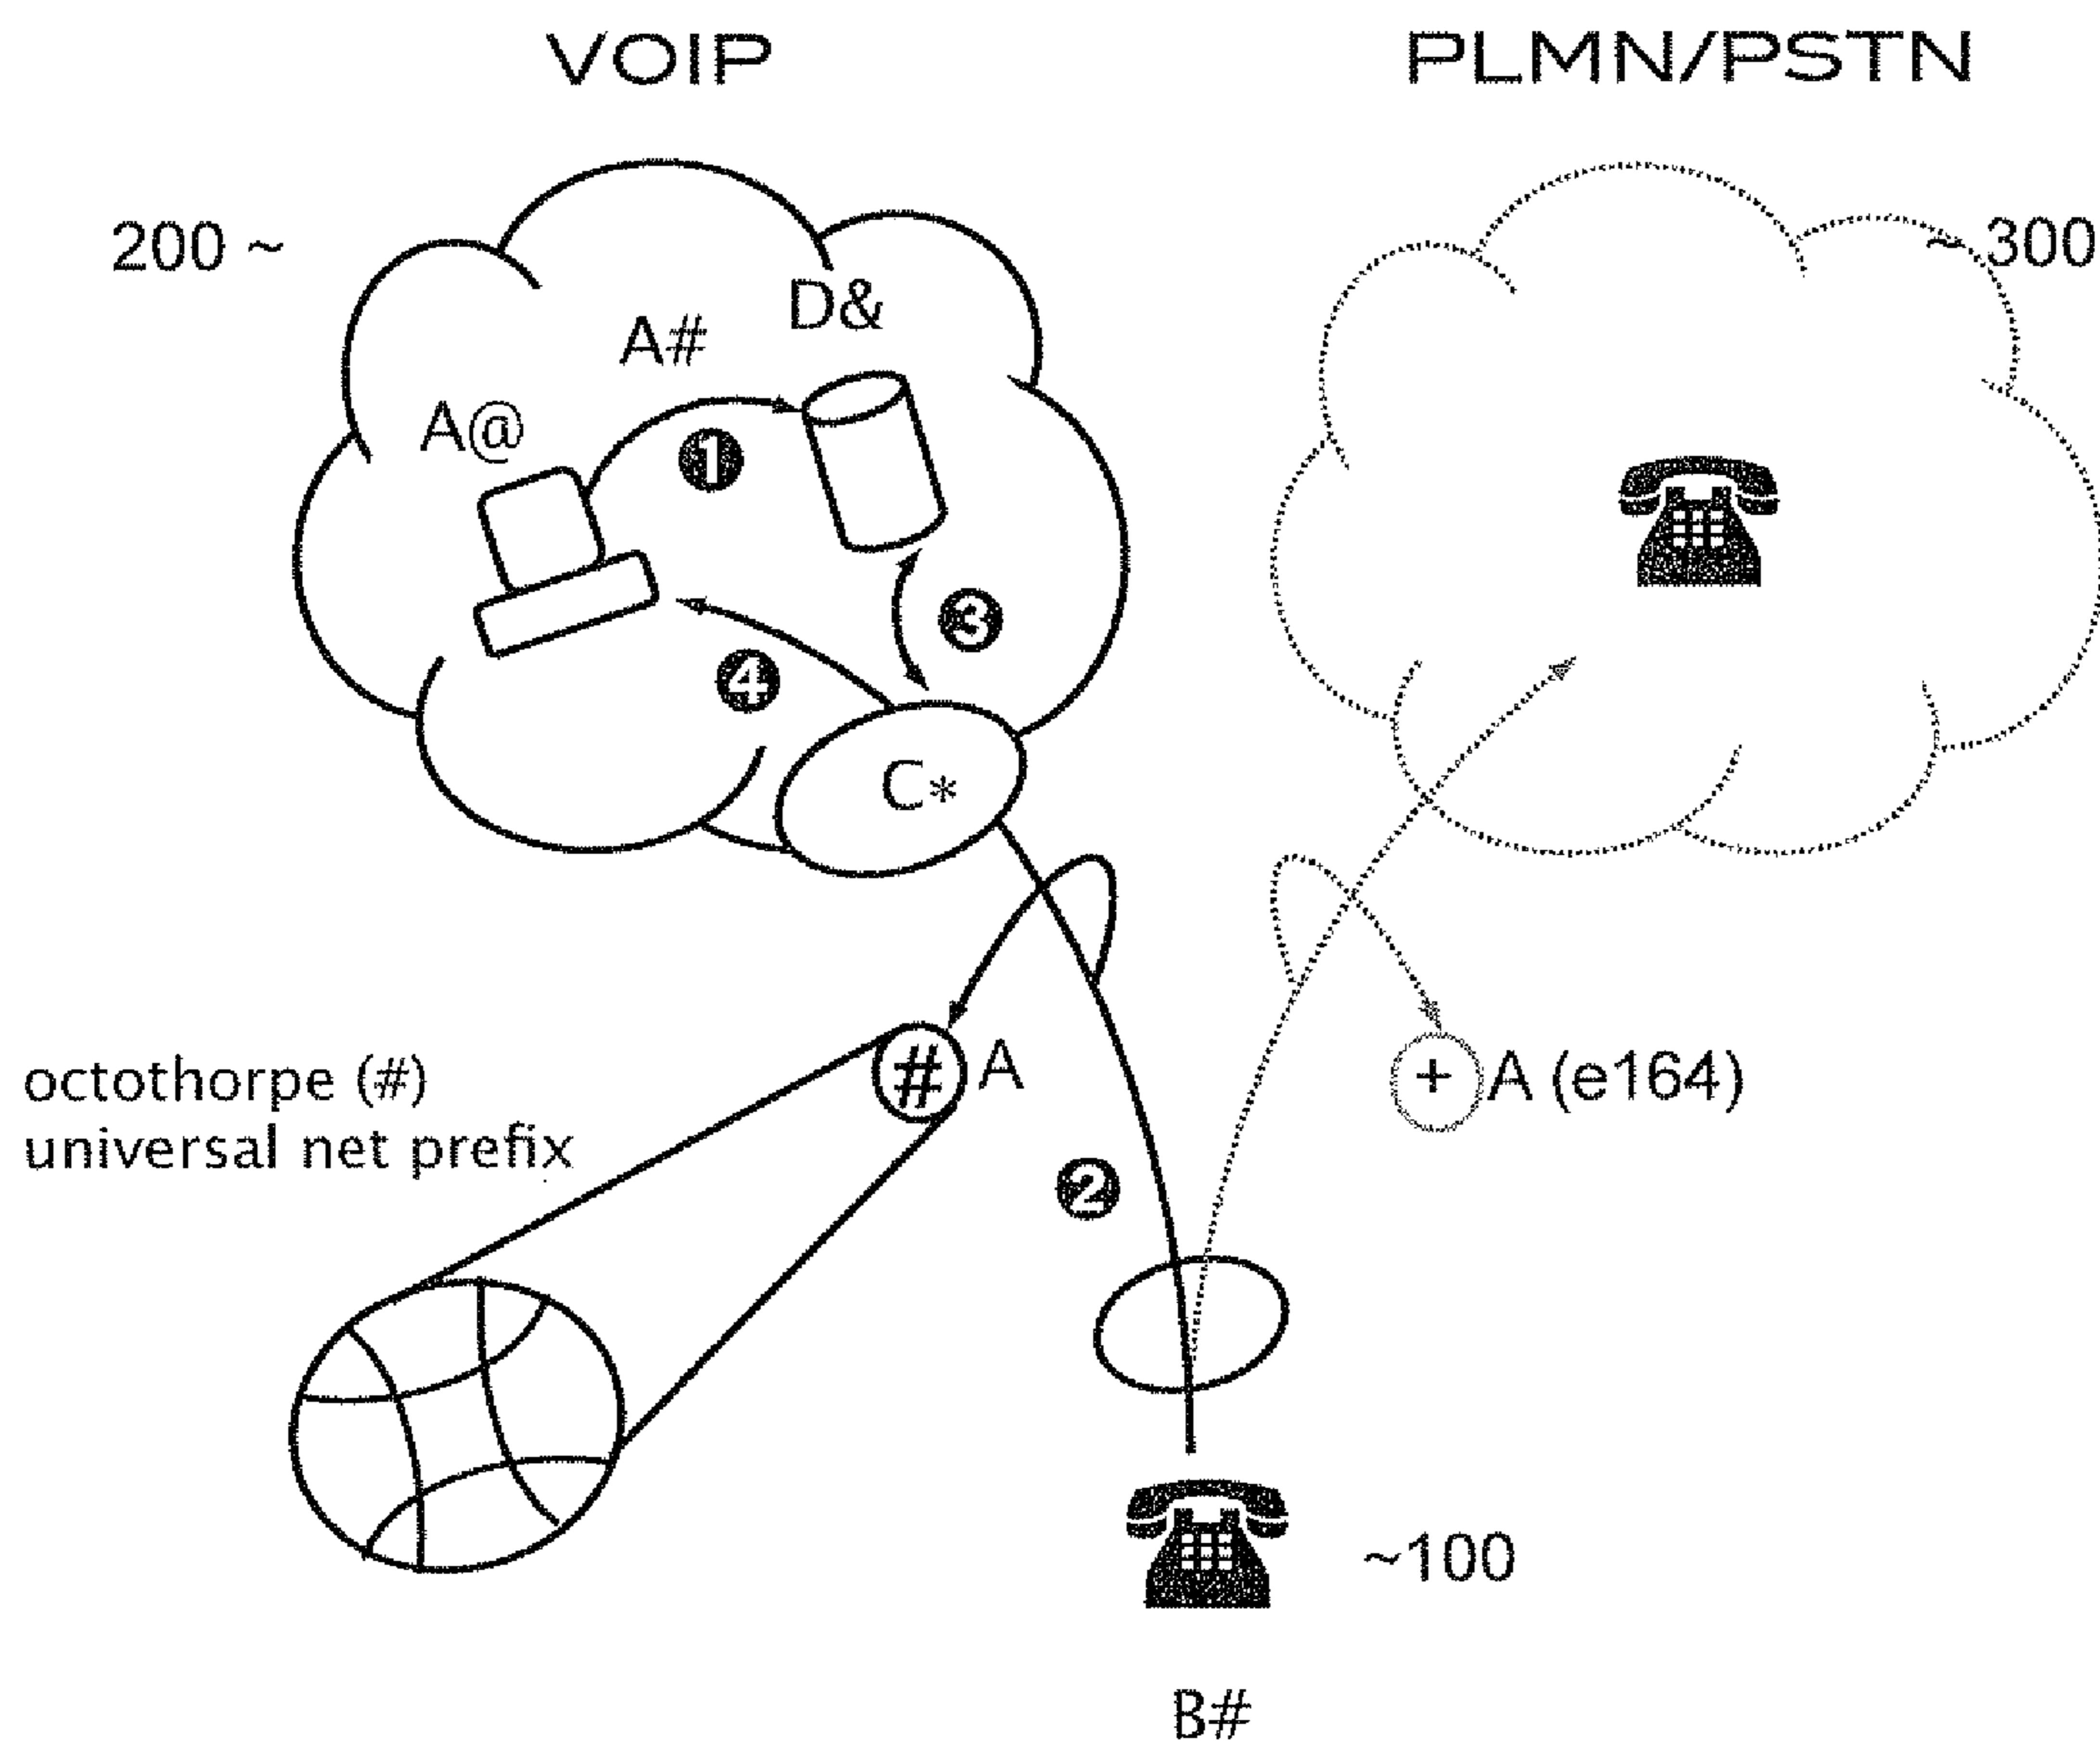 VOIP
PLMN/PSTN
200 ~
~ 300
D&
A#
A@
1
3
4
C*
octothorpe (#)
universal net prefix
# A
+ A (e164)
2
~100
B#